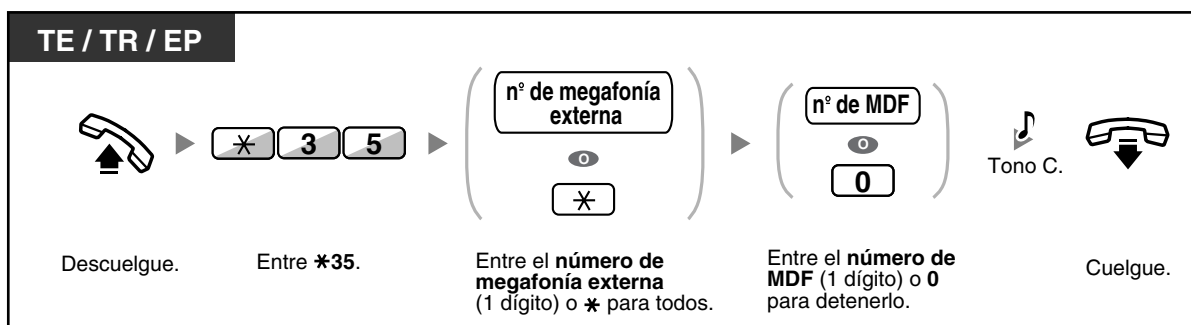 TE / TR / EP
nº de megafonía
externa
o
✳
✳ 3 5
nº de MDF
o
0
Tono C.
Descuelgue.
Entre ✳35.
Entre el número de
megafonía externa
(1 dígito) o ✳ para todos.
Entre el número de
MDF (1 dígito) o 0
para detenerlo.
Cuelgue.